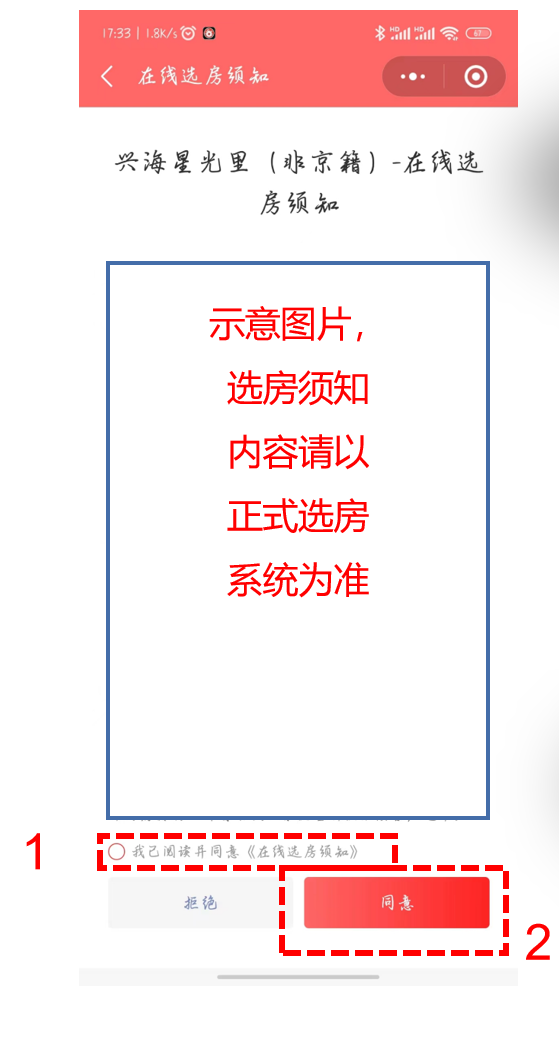 17:33 | 1.8K/s
HD HD 67
在线选房须知
兴海星光里（非京籍）-在线选
房须知
示意图片，
选房须知
内容请以
正式选房
系统为准
1
我已阅读并同意《在线选房须知》
拒绝
同意
2